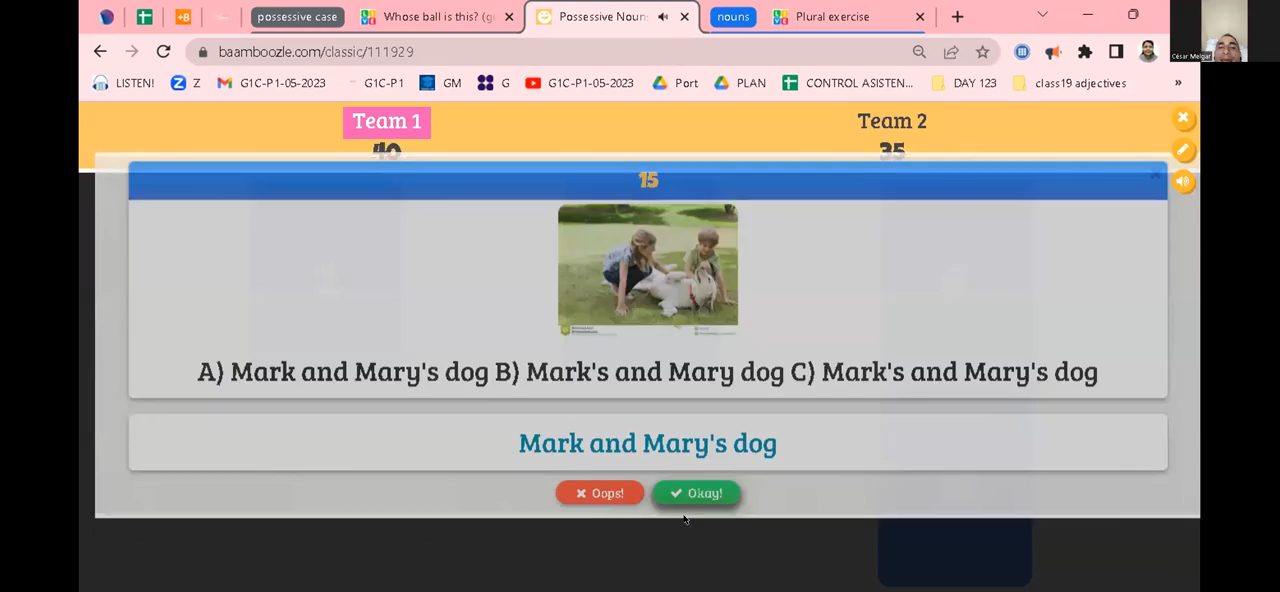 possessive case
Whose ball is this? (g
Possessive Noun
nouns
Plural exercise
baamboozle.com/classic/111929
César Melgar
LISTEN!
Z
G1C-P1-05-2023
G1C-P1
GM
G
G1C-P1-05-2023
Port
PLAN
CONTROL ASISTEN...
DAY 123
class19 adjectives
»
Team 1
Team 2
40
35
15
A) Mark and Mary's dog B) Mark's and Mary dog C) Mark's and Mary's dog
Mark and Mary's dog
Oops!
Okay!